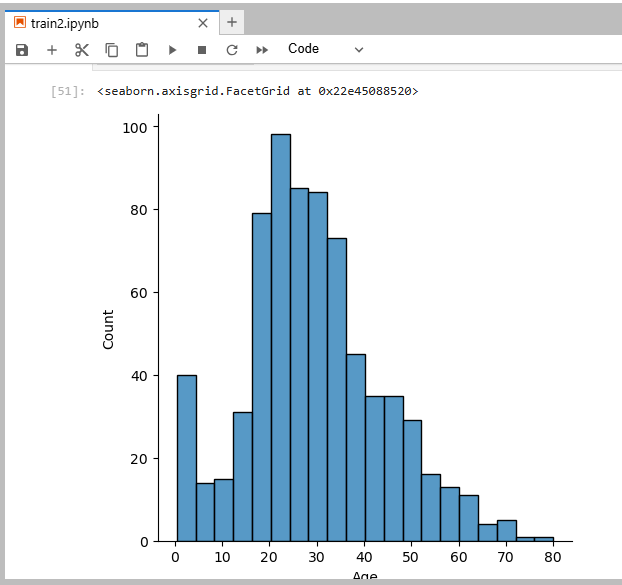 train2.ipynb
Code
[51]: <seaborn.axisgrid.FacetGrid at 0x22e45088520>
100
80
60
40
20
0
Count
0 10 20 30 40 50 60 70 80
Age